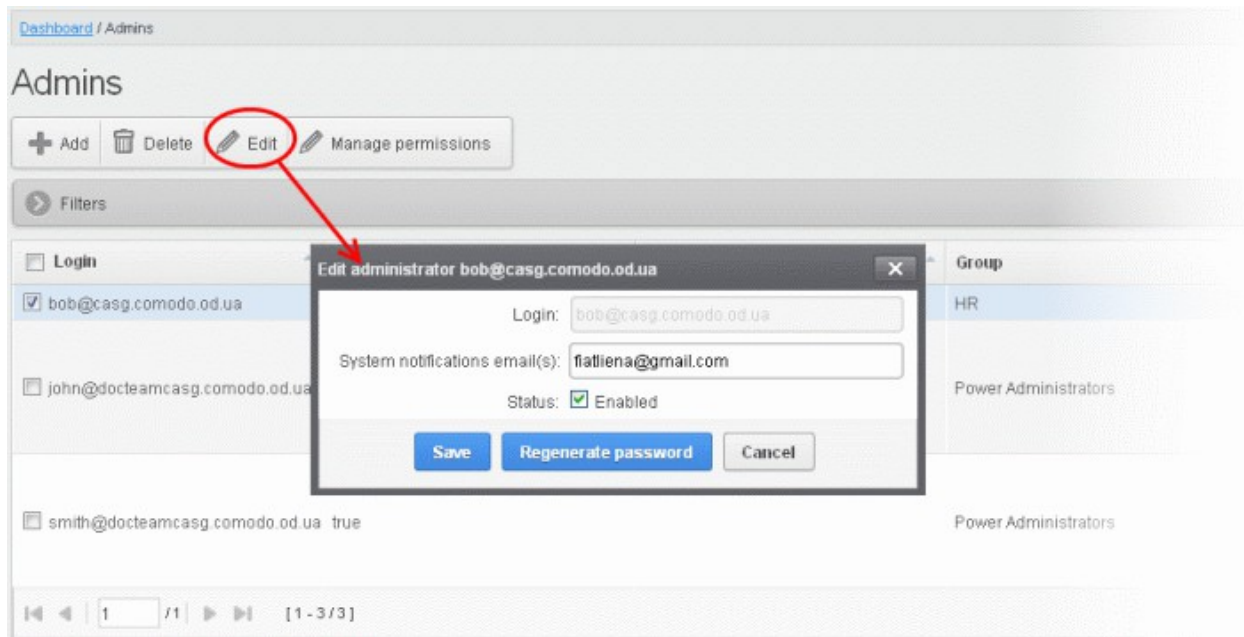 Dashboard / Admins
Admins
Add Delete Edit Manage permissions
Filters
Login Group
Edit administrator bob@casg.comodo.od.ua
bob@casg.comodo.od.ua HR
Login: bob@casg.comodo.od.ua
System notifications email(s): fiatliena@gmail.com
john@docteamcasg.comodo.od.ua Power Administrators
Status: Enabled
Save Regenerate password Cancel
smith@docteamcasg.comodo.od.ua true Power Administrators
1 /1 [1-3/3]